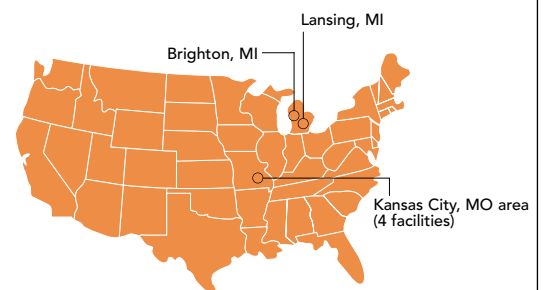 Lansing, MI
Brighton, MI
Kansas City, MO area
(4 facilities)